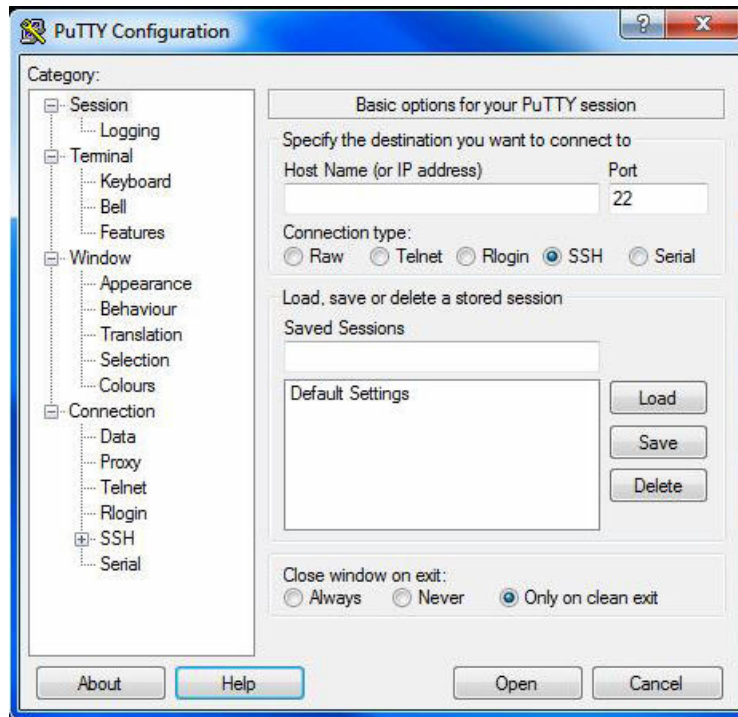 PuTTY Configuration
?
X
Category:
Session
Logging
Terminal
Keyboard
Bell
Features
Window
Appearance
Behaviour
Translation
Selection
Colours
Connection
Data
Proxy
Telnet
Rlogin
SSH
Serial
Basic options for your PuTTY session
Specify the destination you want to connect to
Host Name (or IP address) Port
22
Connection type:
Raw Telnet Rlogin SSH Serial
Load, save or delete a stored session
Saved Sessions
Default Settings
Load
Save
Delete
Close window on exit:
Always Never Only on clean exit
About Help Open Cancel